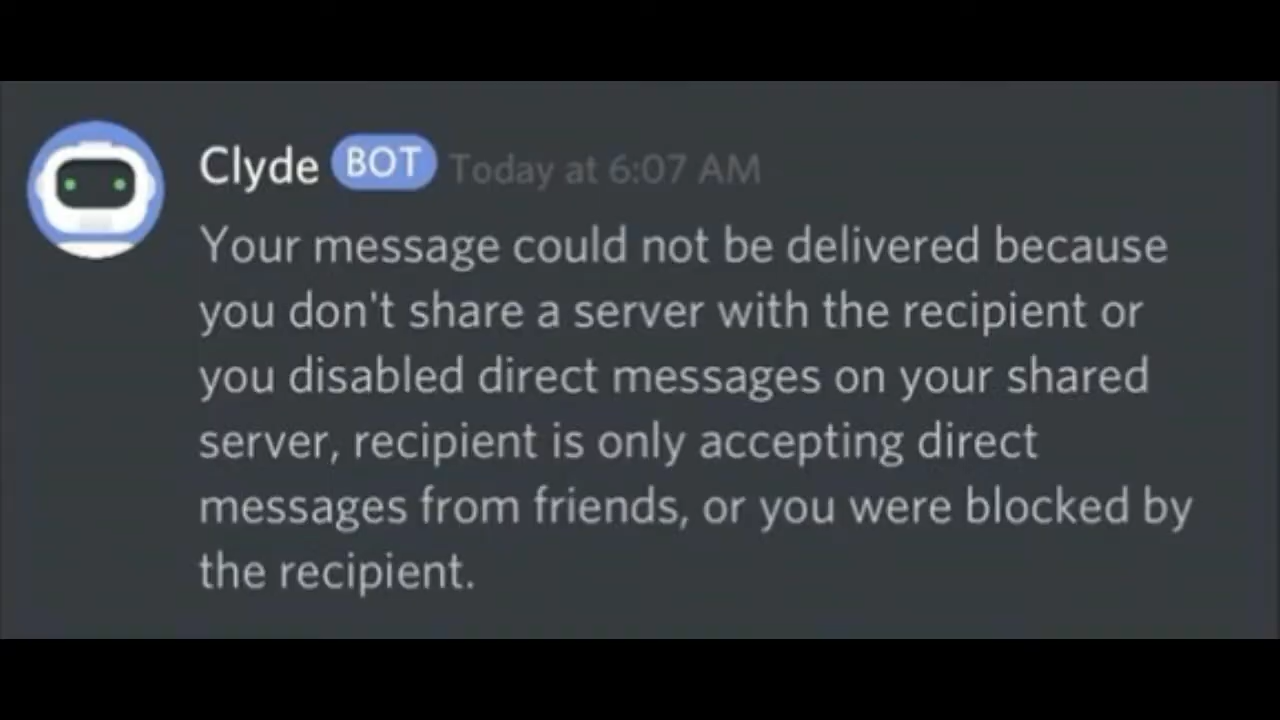 Clyde BOT Today at 6:07 AM
Your message could not be delivered because
you don't share a server with the recipient or
you disabled direct messages on your shared
server, recipient is only accepting direct
messages from friends, or you were blocked by
the recipient.